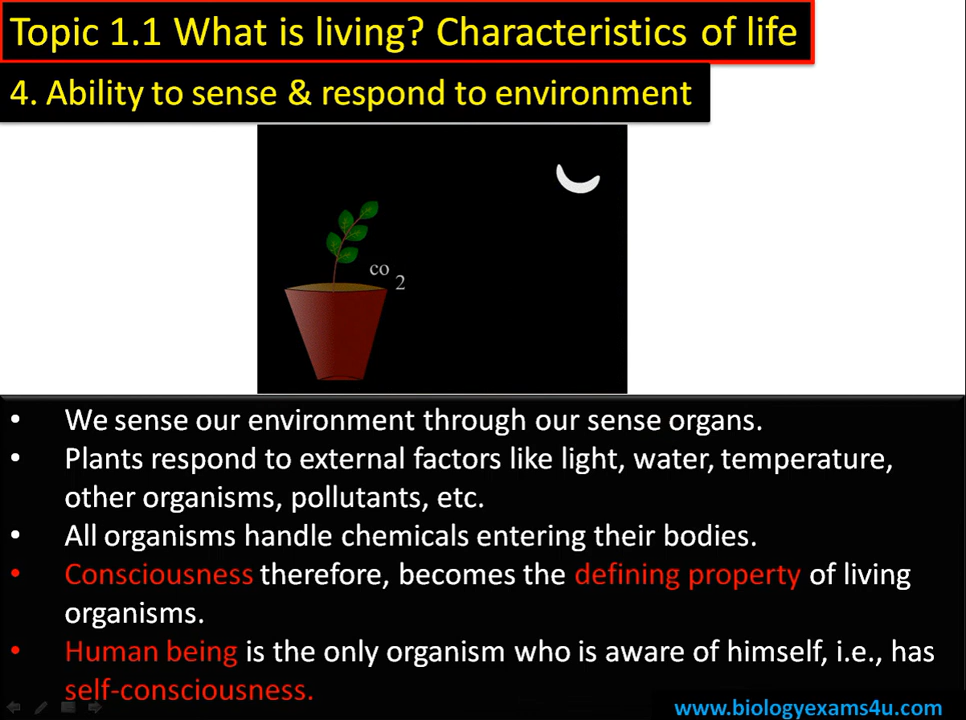 Topic 1.1 What is living? Characteristics of life
4. Ability to sense & respond to environment
co
2
• We sense our environment through our sense organs.
• Plants respond to external factors like light, water, temperature,
other organisms, pollutants, etc.
• All organisms handle chemicals entering their bodies.
• Consciousness therefore, becomes the defining property of living
organisms.
• Human being is the only organism who is aware of himself, i.e., has
self-consciousness.
www.biologyexams4u.com